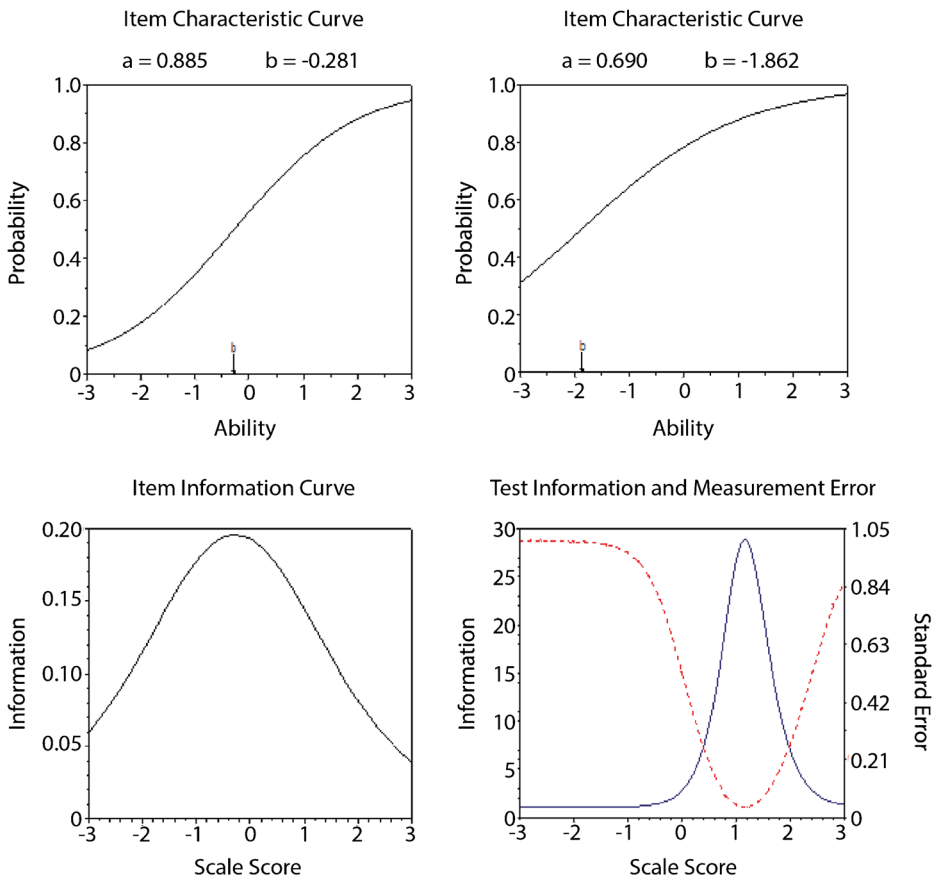 Item Characteristic Curve
a = 0.885 b = -0.281
Probability
1.0
0.8
0.6
0.4
0.2
0
b
-3 -2 -1 0 1 2 3
Ability
Item Characteristic Curve
a = 0.690 b = -1.862
Probability
1.0
0.8
0.6
0.4
0.2
0
b
-3 -2 -1 0 1 2 3
Ability
Item Information Curve
Information
0.20
0.15
0.10
0.05
0
-3 -2 -1 0 1 2 3
Scale Score
Test Information and Measurement Error
Information
30
25
20
15
10
5
0
-3 -2 -1 0 1 2 3
Scale Score
1.05
0.84
0.63
0.42
0.21
0
Standard Error